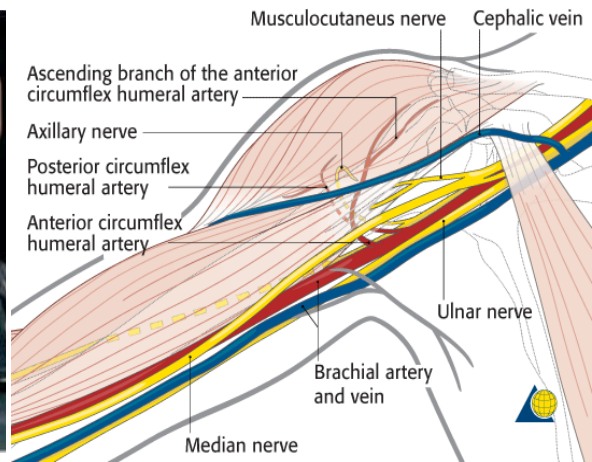 Musculocutaneus nerve
Cephalic vein
Ascending branch of the anterior
circumflex humeral artery
Axillary nerve
Posterior circumflex
humeral artery
Anterior circumflex
humeral artery
Ulnar nerve
Brachial artery
and vein
Median nerve